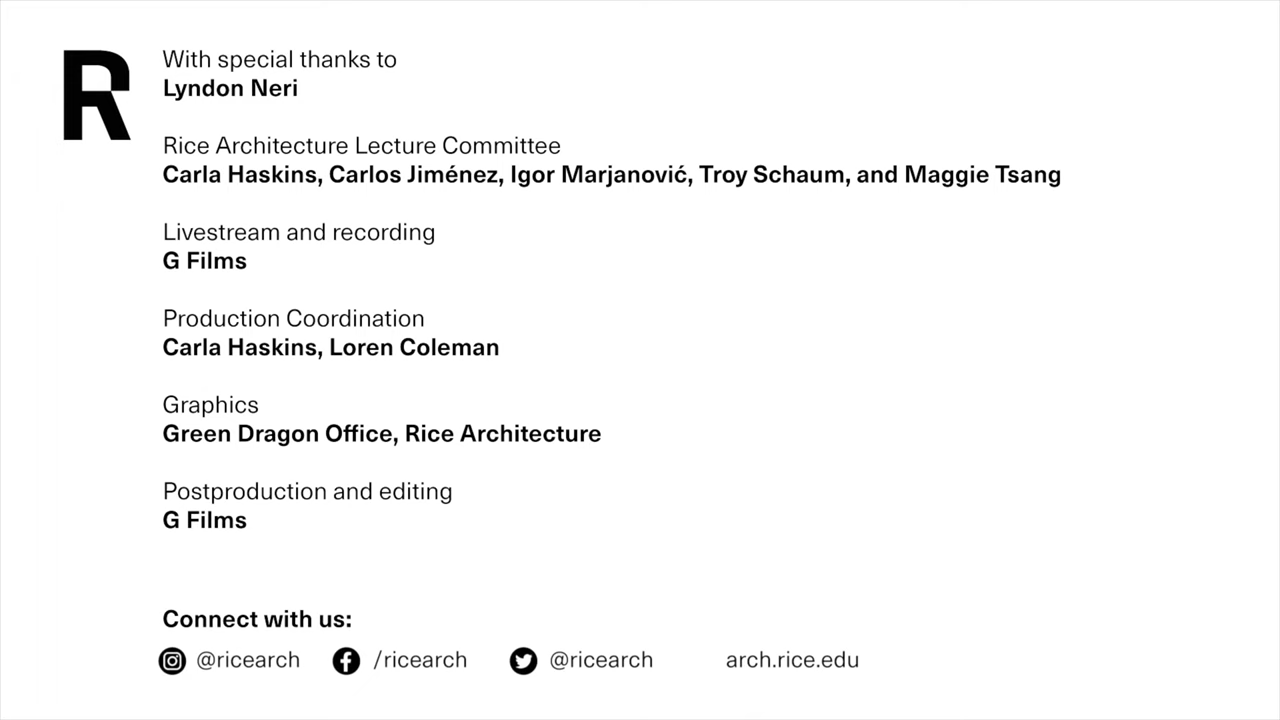 R
With special thanks to
Lyndon Neri
Rice Architecture Lecture Committee
Carla Haskins, Carlos Jiménez, Igor Marjanović, Troy Schaum, and Maggie Tsang
Livestream and recording
G Films
Production Coordination
Carla Haskins, Loren Coleman
Graphics
Green Dragon Office, Rice Architecture
Postproduction and editing
G Films
Connect with us:
@ricearch /ricearch @ricearch arch.rice.edu